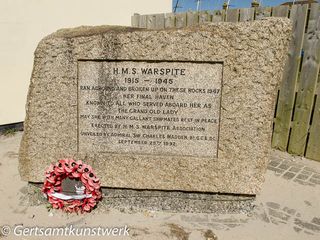 H.M.S. WARSPITE
1915 - 1945
RAN AGROUND AND BROKEN UP ON THESE ROCKS 1947
HER FINAL HAVEN
KNOWN TO ALL WHO SERVED ABOARD HER AS
THE GRAND OLD LADY
MAY SHE WITH MANY GALLANT SHIPMATES REST IN PEACE
ERECTED BY H.M.S. WARSPITE ASSOCIATION
UNVEILED BY ADMIRAL SIR CHARLES MADDEN BT. G.C.B. DL
SEPTEMBER 25TH 1992
© Gertsamtkunstwerk